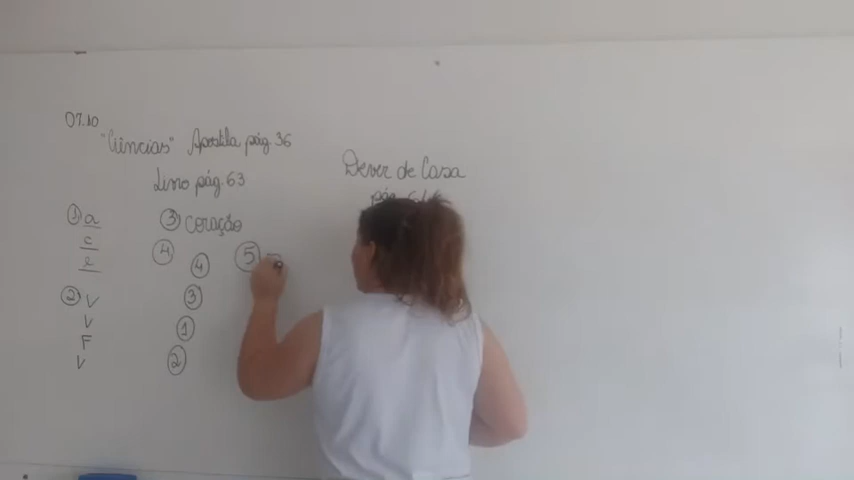 07.10
"Ciências" Apostila pág. 36
Livro pág. 63
Dever de Casa
pág.
① a
c
e
② V
V
F
V
③ coração
④
④
③
①
②
⑤